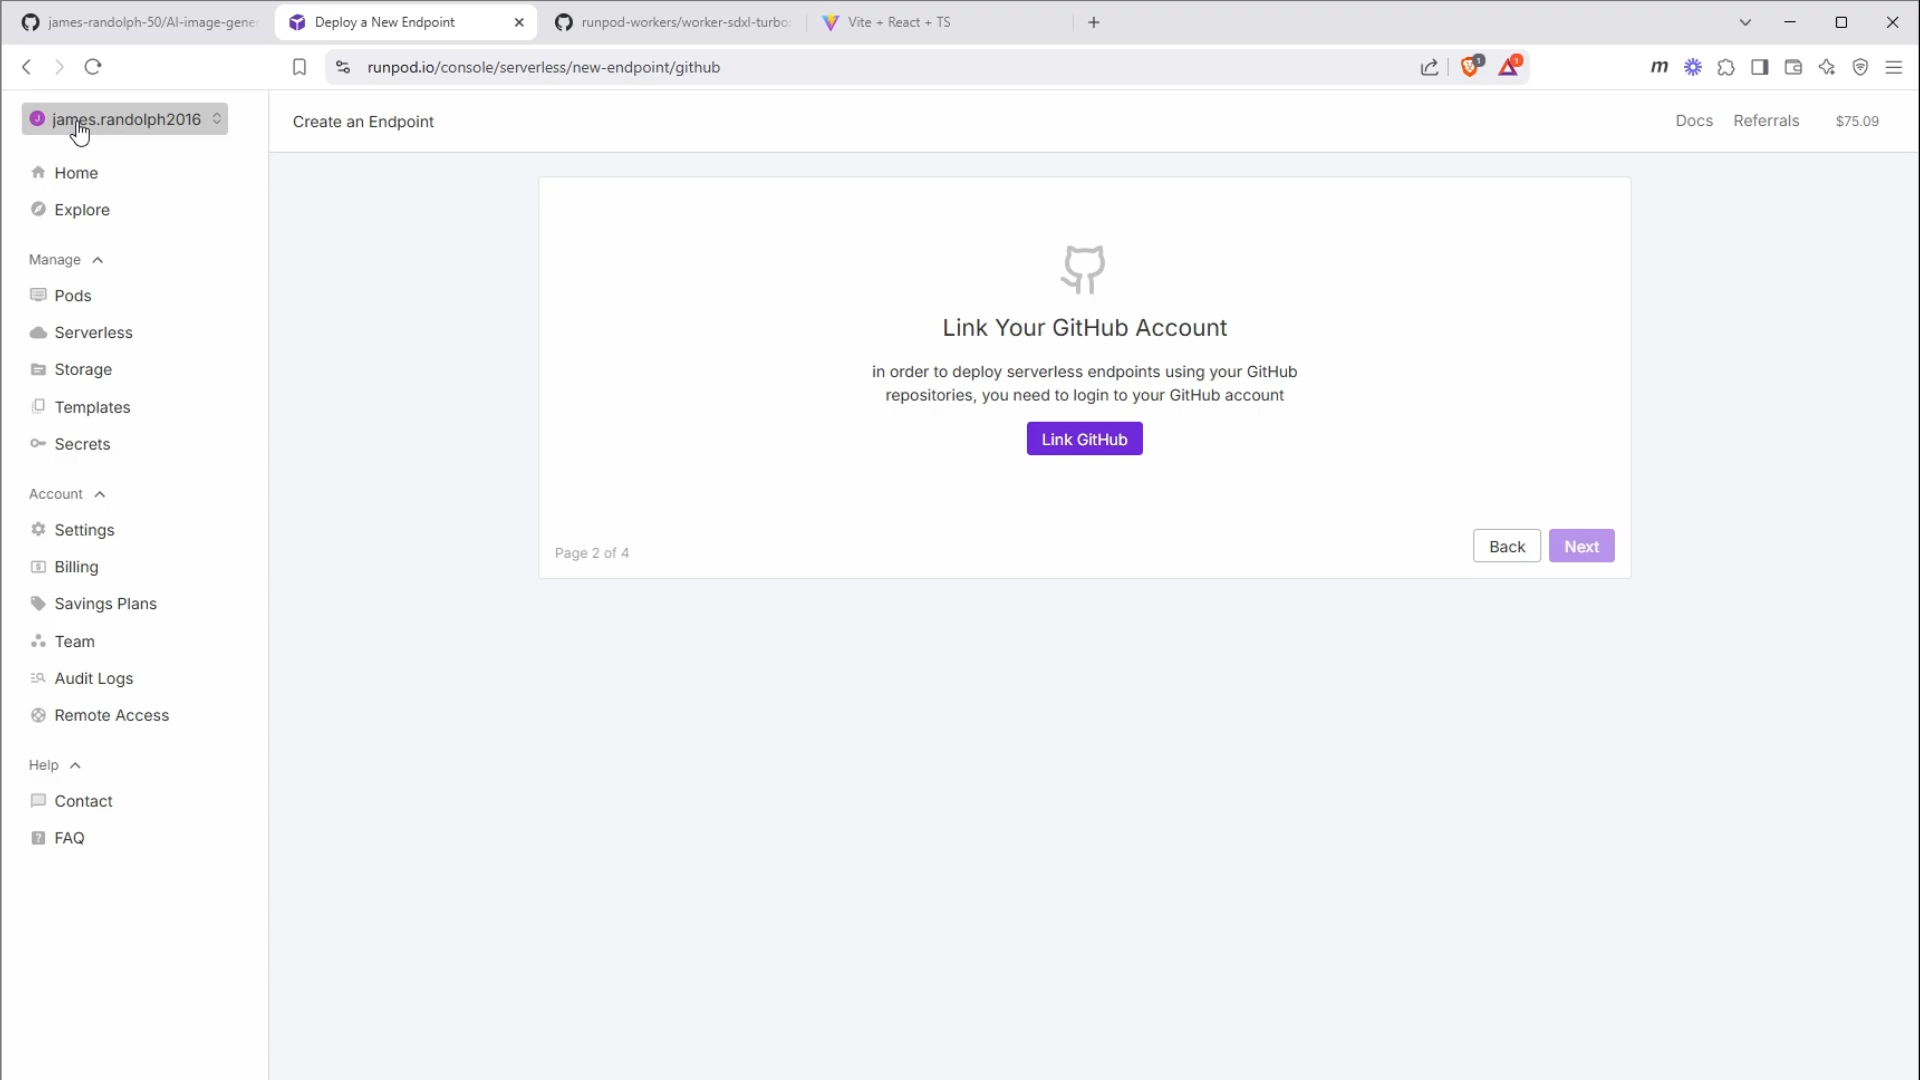 james-randolph-50/AI-image-gene
Deploy a New Endpoint
runpod-workers/worker-sdxl-turbo:
Vite + React + TS
runpod.io/console/serverless/new-endpoint/github
1
1
m
J
james.randolph2016
Create an Endpoint
Docs
Referrals
$75.09
Home
Explore
Manage
Pods
Serverless
Storage
Templates
Secrets
Account
Settings
Billing
Savings Plans
Team
Audit Logs
Remote Access
Help
Contact
FAQ
Link Your GitHub Account
in order to deploy serverless endpoints using your GitHub
repositories, you need to login to your GitHub account
Link GitHub
Page 2 of 4
Back
Next